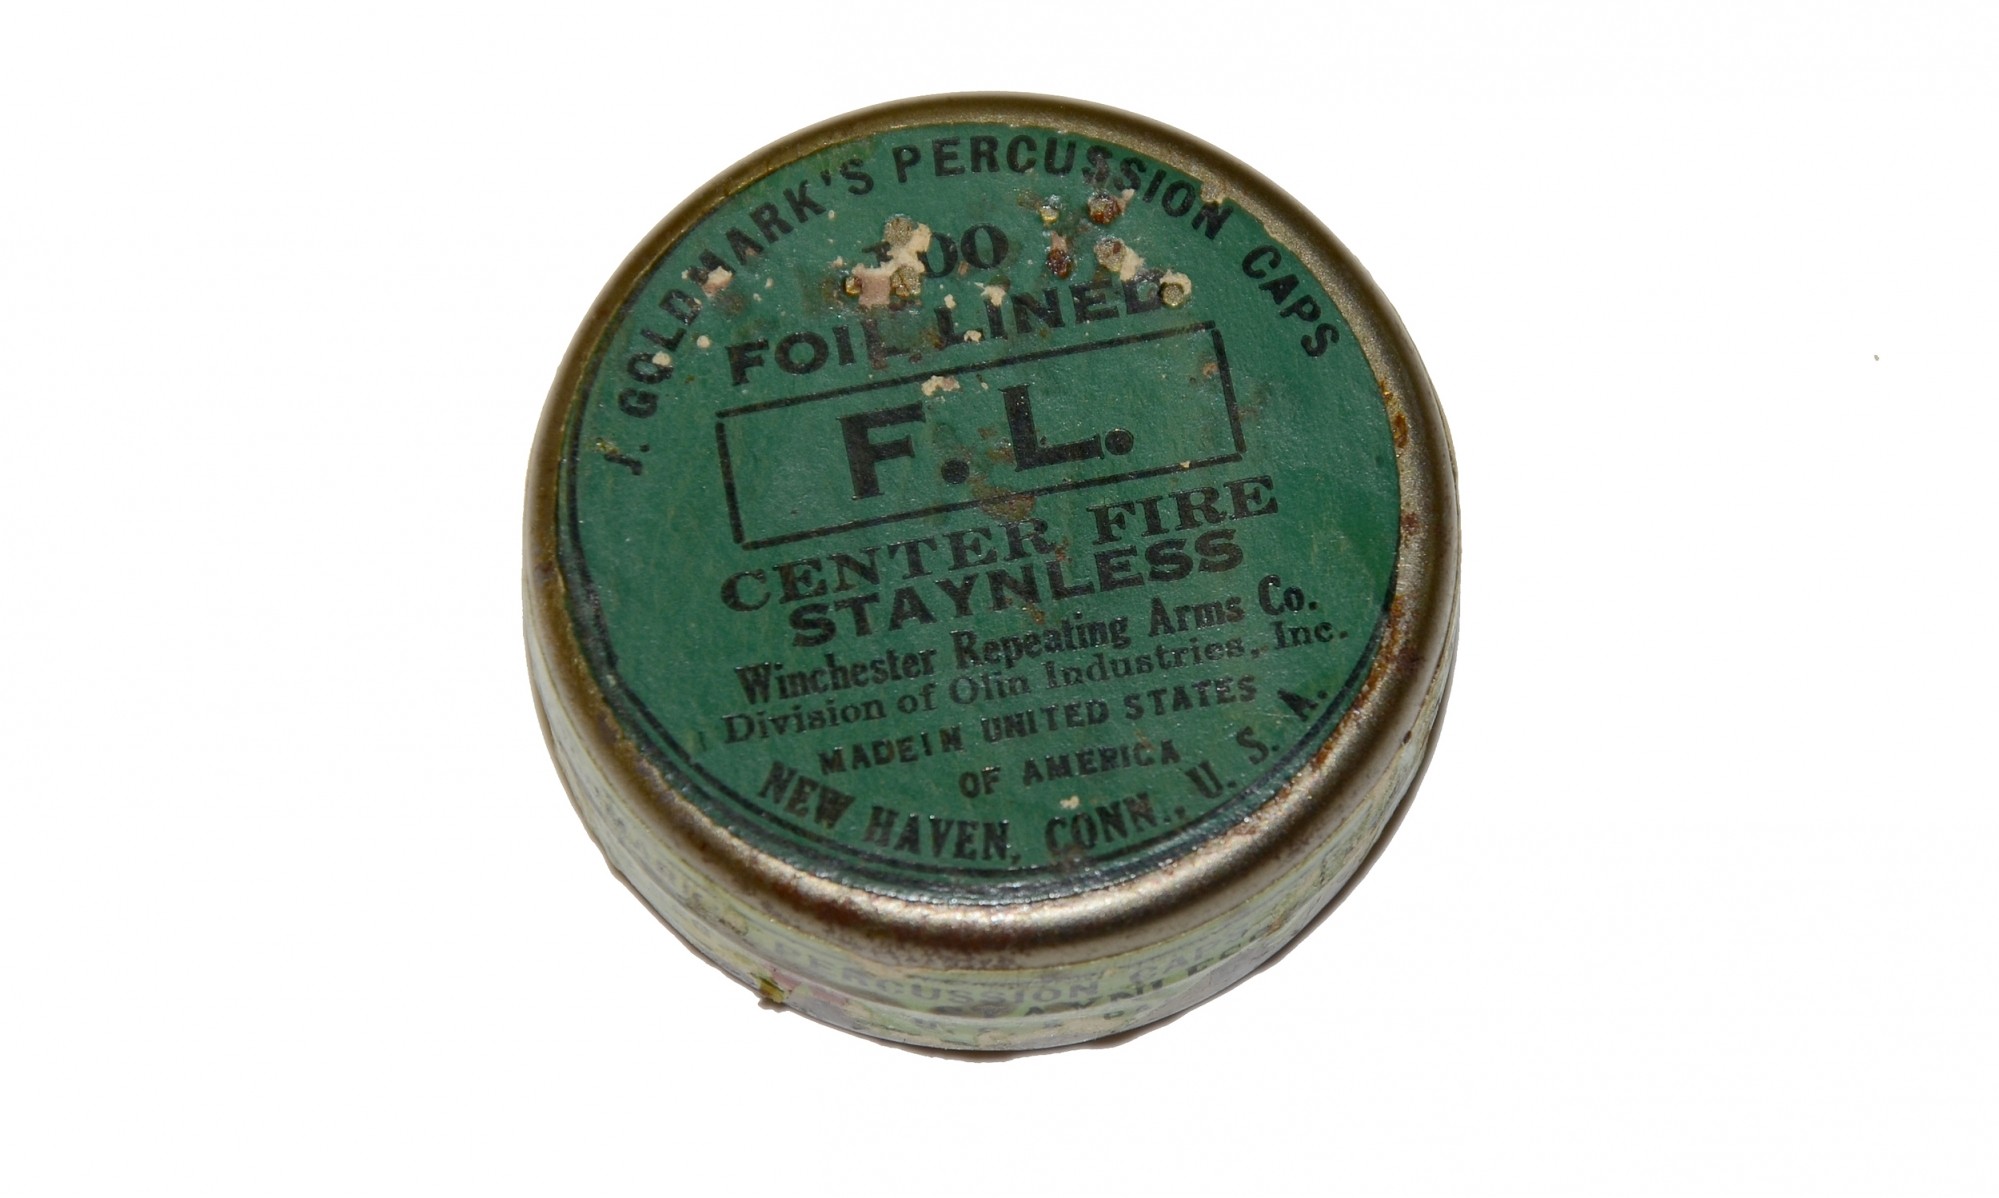 J. GOLDMARK'S PERCUSSION CAPS
FOIL LINED
F. L.
CENTER FIRE
STAYNLESS
Winchester Repeating Arms Co.
Division of Olin Industries, Inc.
MADE IN UNITED STATES
OF AMERICA
NEW HAVEN, CONN., U. S. A.
PERCUSSION CAPS